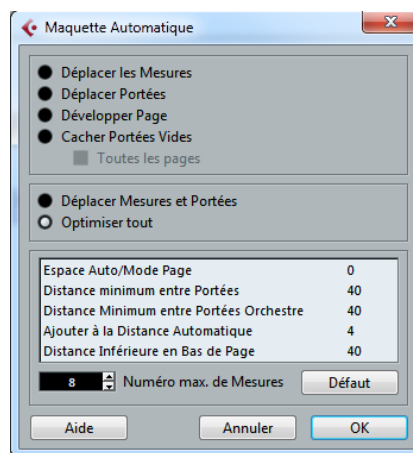 Maquette Automatique
Déplacer les Mesures
Déplacer Portées
Développer Page
Cacher Portées Vides
Toutes les pages
Déplacer Mesures et Portées
Optimiser tout
Espace Auto/Mode Page 0
Distance minimum entre Portées 40
Distance Minimum entre Portées Orchestre 40
Ajouter à la Distance Automatique 4
Distance Inférieure en Bas de Page 40
8 Numéro max. de Mesures Défaut
Aide Annuler OK